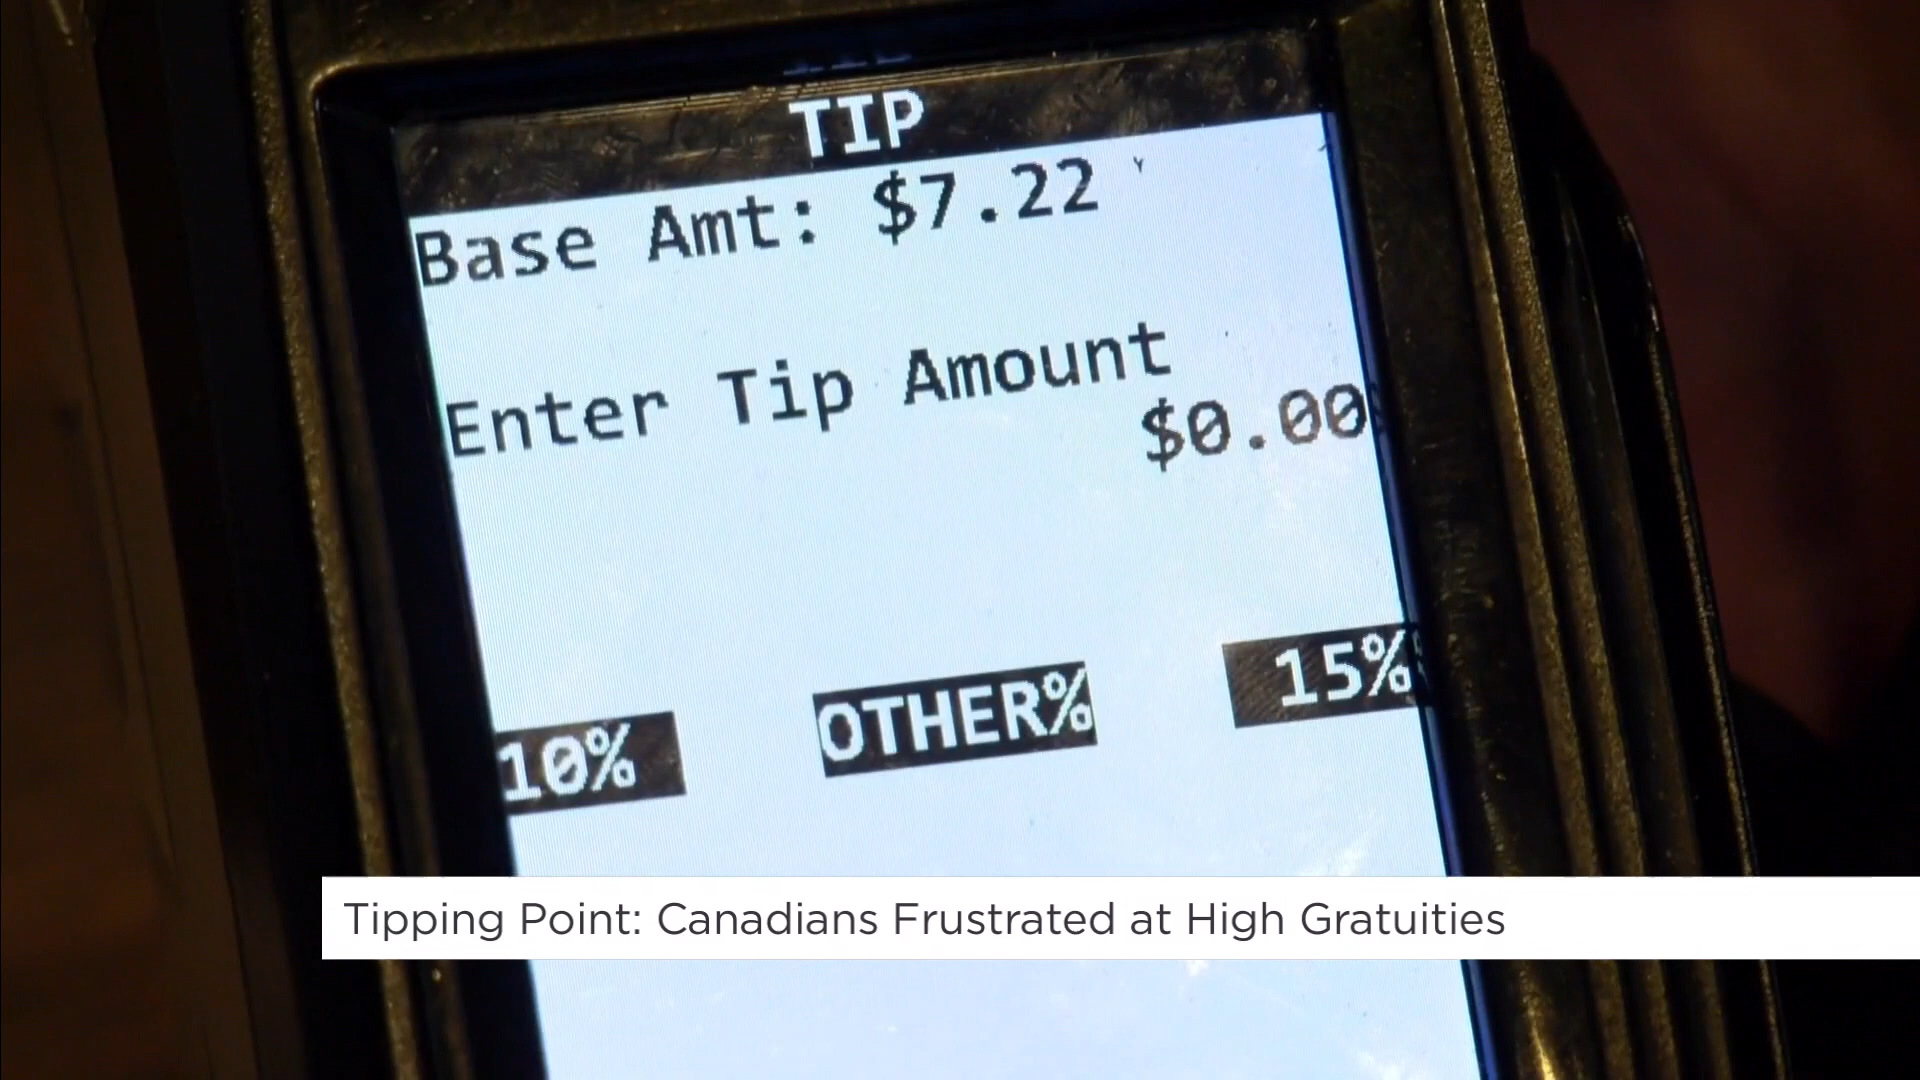 TIP
Base Amt: $7.22
Enter Tip Amount
$0.00
10% OTHER% 15%
Tipping Point: Canadians Frustrated at High Gratuities